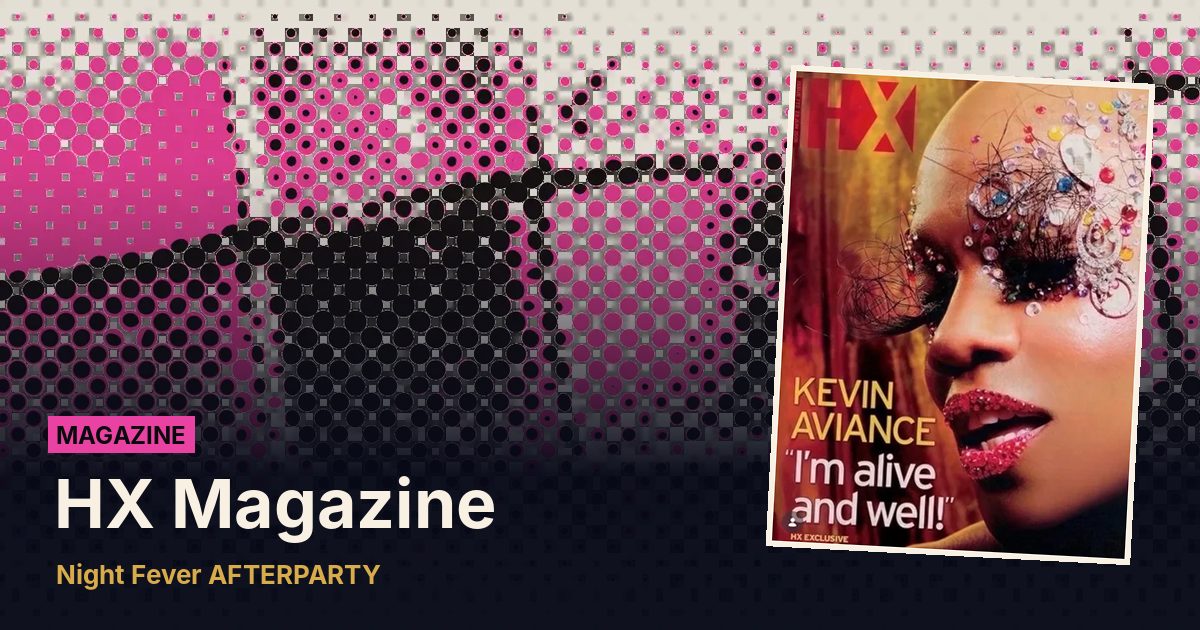 MAGAZINE
HX Magazine
Night Fever AFTERPARTY
HX
KEVIN
AVIANCE
"I'm alive
and well!"
HX EXCLUSIVE